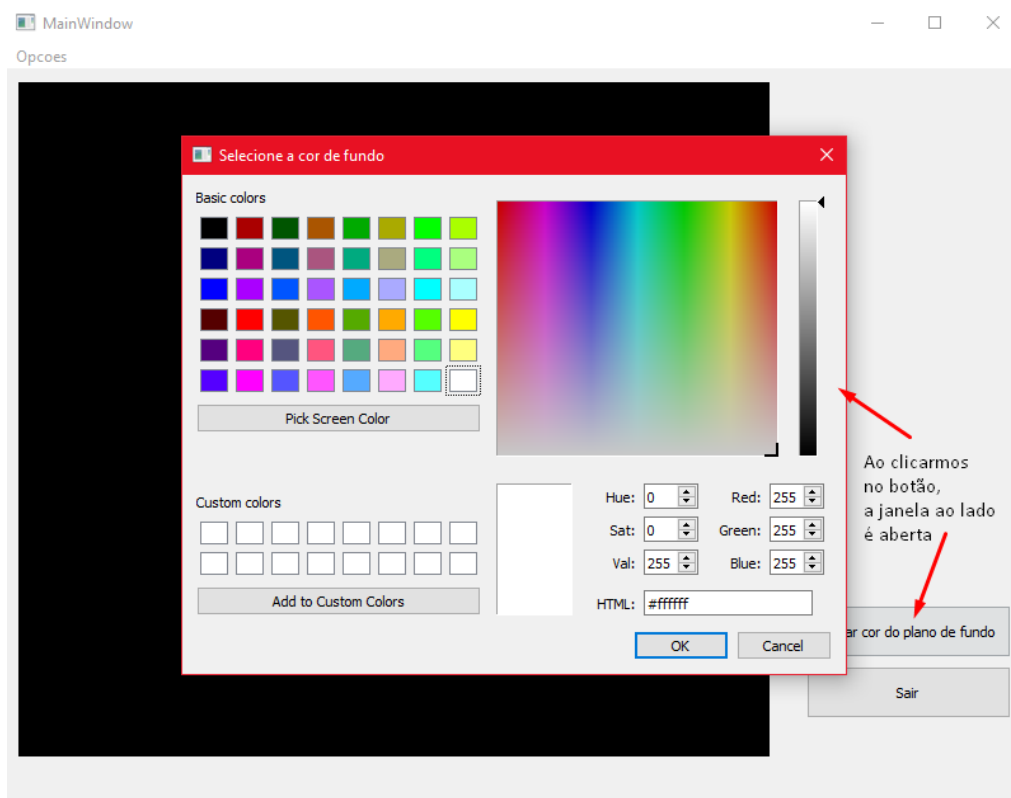 MainWindow
Opcoes
Selecione a cor de fundo
Basic colors
Pick Screen Color
Custom colors
Add to Custom Colors
Hue: 0 Red: 255
Sat: 0 Green: 255
Val: 255 Blue: 255
HTML: #ffffff
OK Cancel
Ao clicarmos
no botão,
a janela ao lado
é aberta
ar cor do plano de fundo
Sair